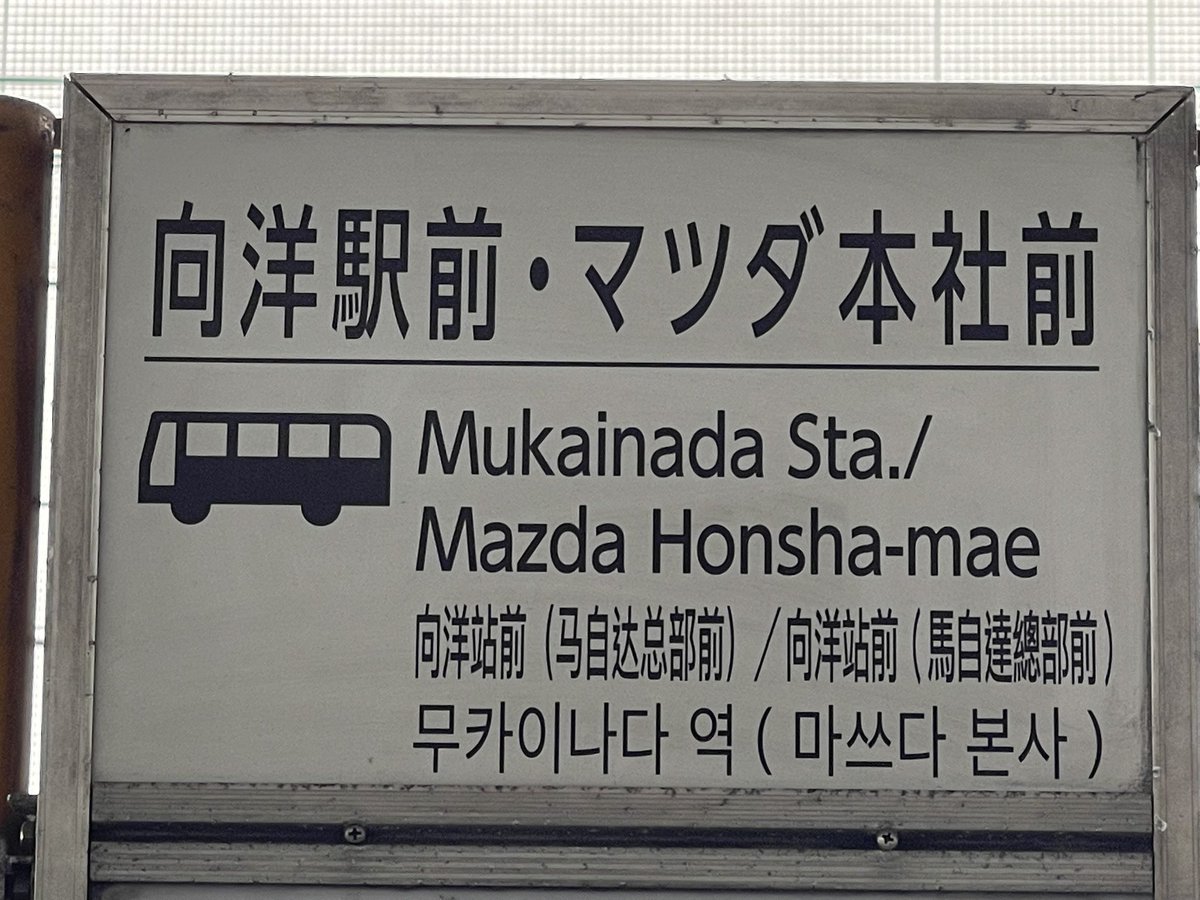 向洋駅前・マツダ本社前
Mukainada Sta./
Mazda Honsha-mae
向洋站前（马自达总部前）／向洋站前（馬自達總部前）
무카이나다 역 ( 마쓰다 본사 )